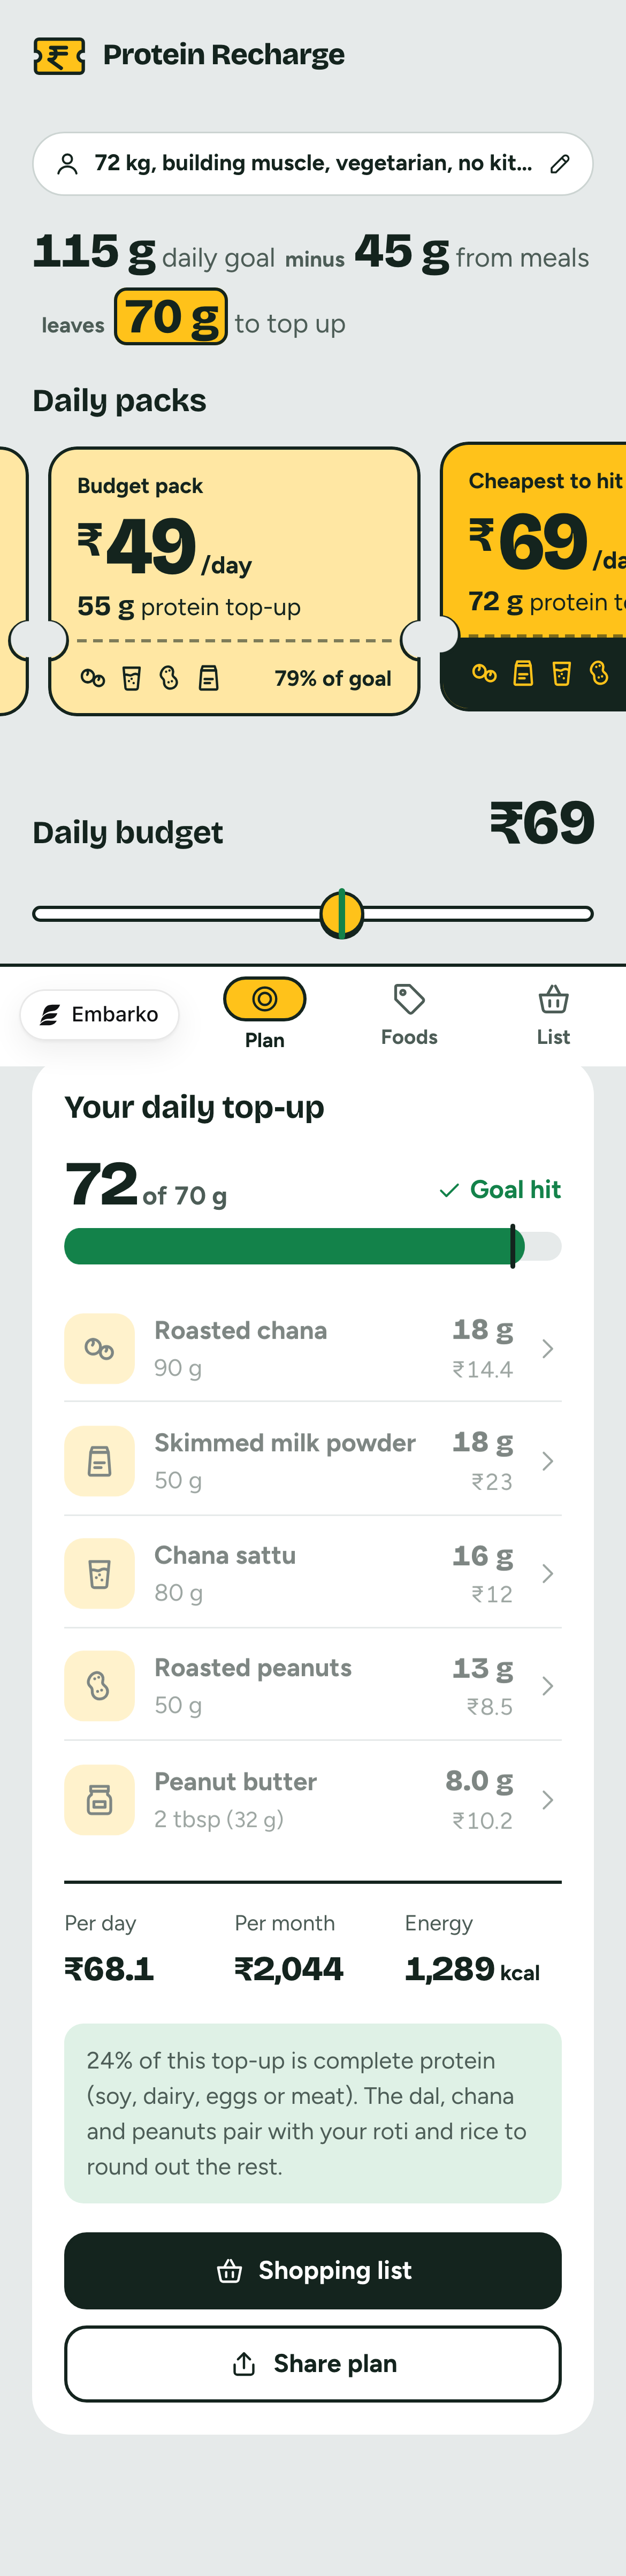 ₹ Protein Recharge
72 kg, building muscle, vegetarian, no kit...
115 g daily goal minus 45 g from meals
leaves 70 g to top up
Daily packs
Budget pack
₹49/day
55 g protein top-up
79% of goal
Cheapest to hit
₹69
72 g protein
Daily budget
₹69
Embarko
Plan
Foods
List
Your daily top-up
72 of 70 g
Goal hit
Roasted chana
18 g
90 g
₹14.4
Skimmed milk powder
18 g
50 g
₹23
Chana sattu
16 g
80 g
₹12
Roasted peanuts
13 g
50 g
₹8.5
Peanut butter
8.0 g
2 tbsp (32 g)
₹10.2
Per day
Per month
Energy
₹68.1
₹2,044
1,289 kcal
24% of this top-up is complete protein
(soy, dairy, eggs or meat). The dal, chana
and peanuts pair with your roti and rice to
round out the rest.
Shopping list
Share plan